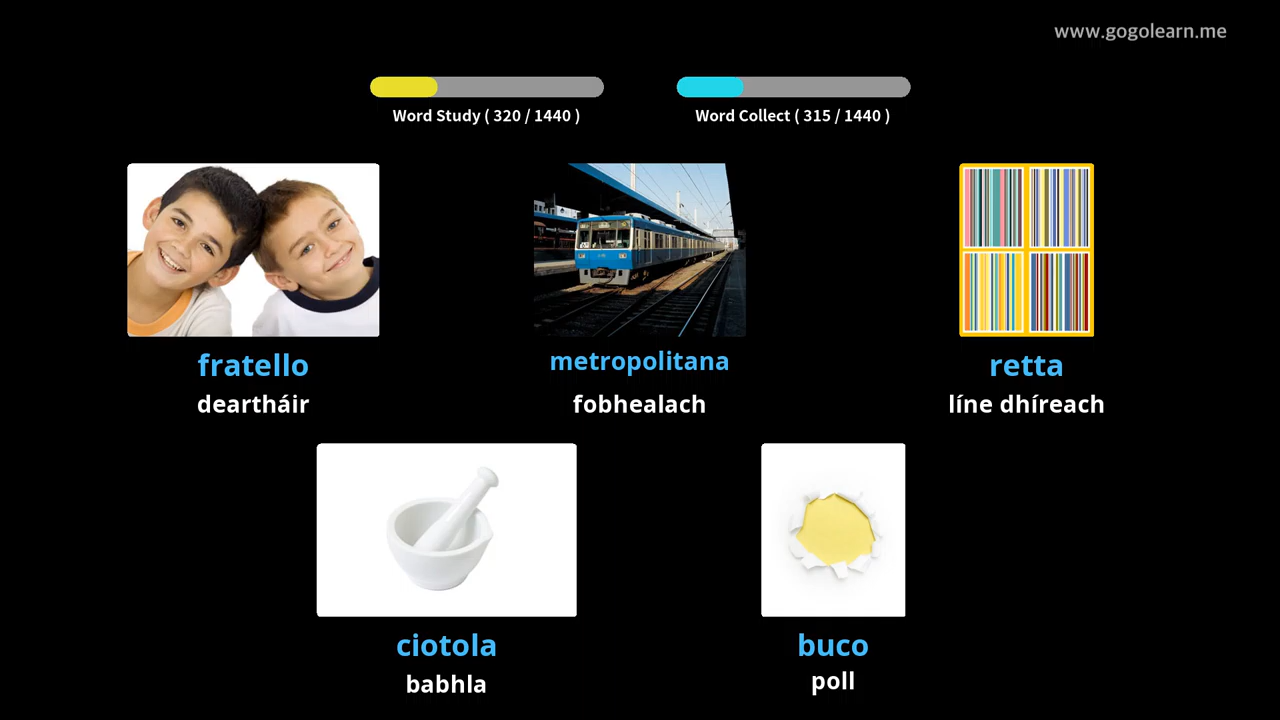 www.gogolearn.me
Word Study ( 320 / 1440 )
Word Collect ( 315 / 1440 )
fratello
deartháir
metropolitana
fobhealach
retta
líne dhíreach
ciotola
babhla
buco
poll